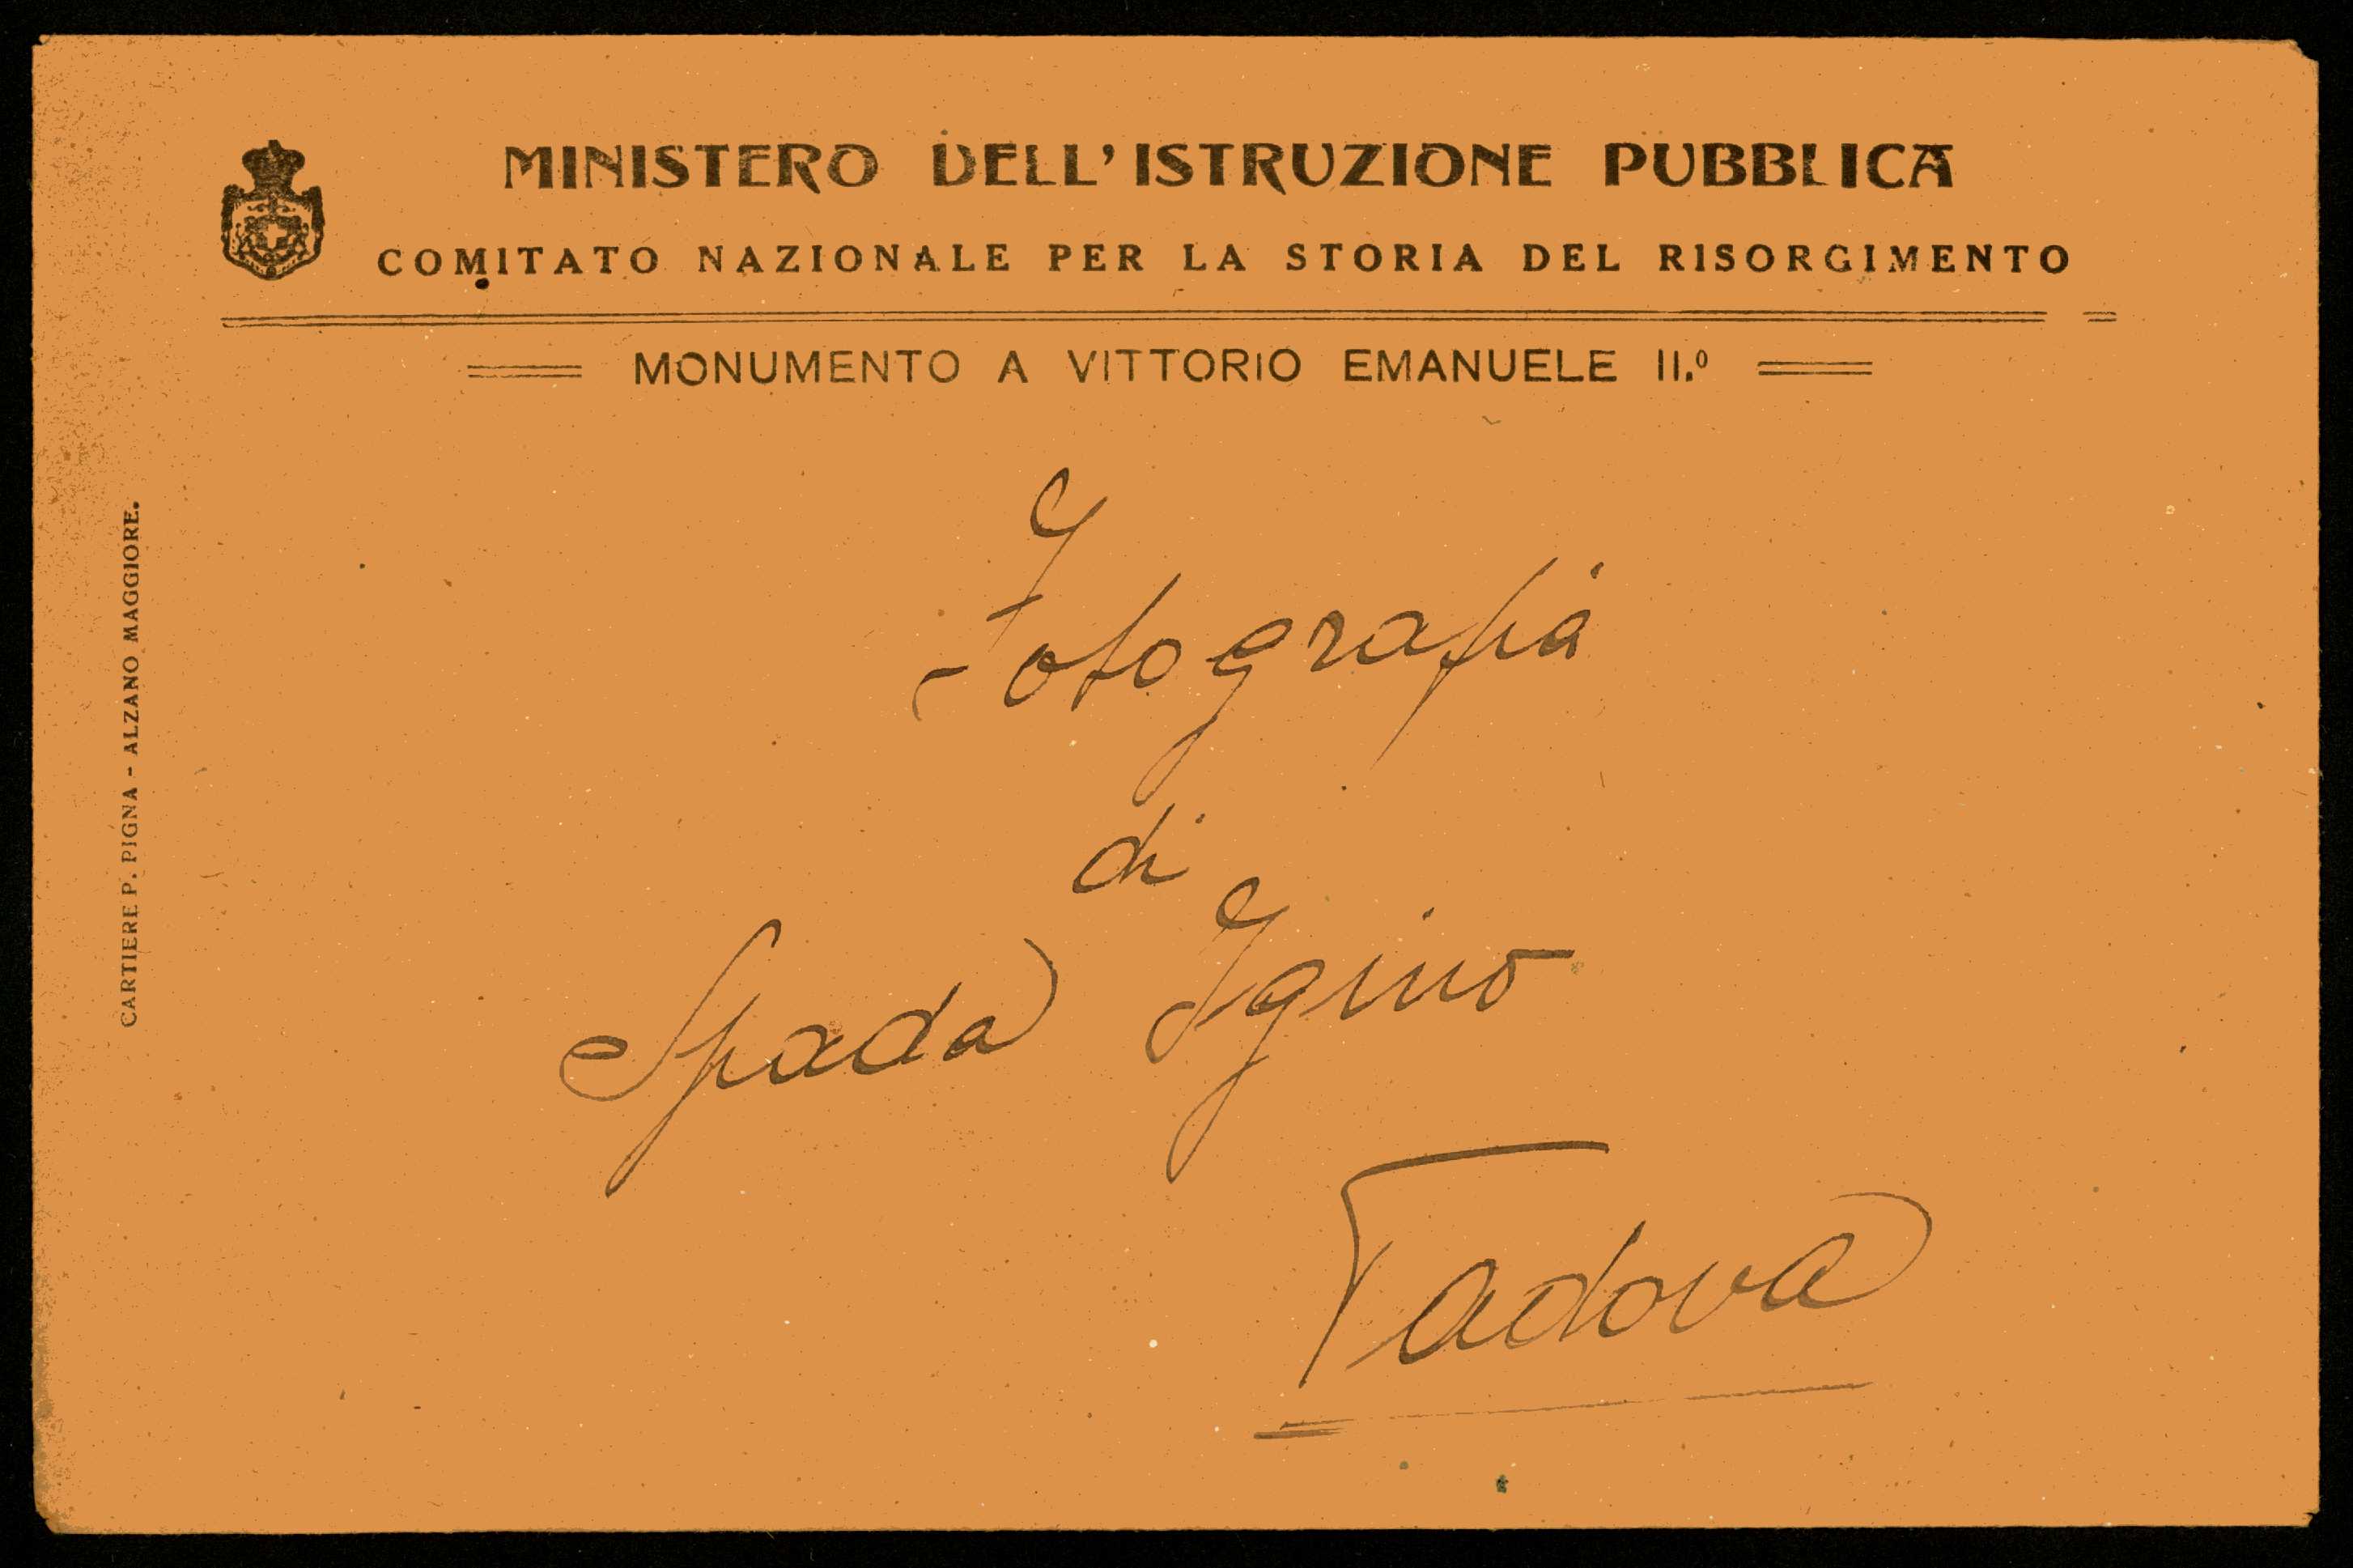 MINISTERO DELL'ISTRUZIONE PUBBLICA
COMITATO NAZIONALE PER LA STORIA DEL RISORGIMENTO
MONUMENTO A VITTORIO EMANUELE II.º
CARTIERE P. PIGNA - ALZANO MAGGIORE.
Fotografia
di
Spada Igino
Padova